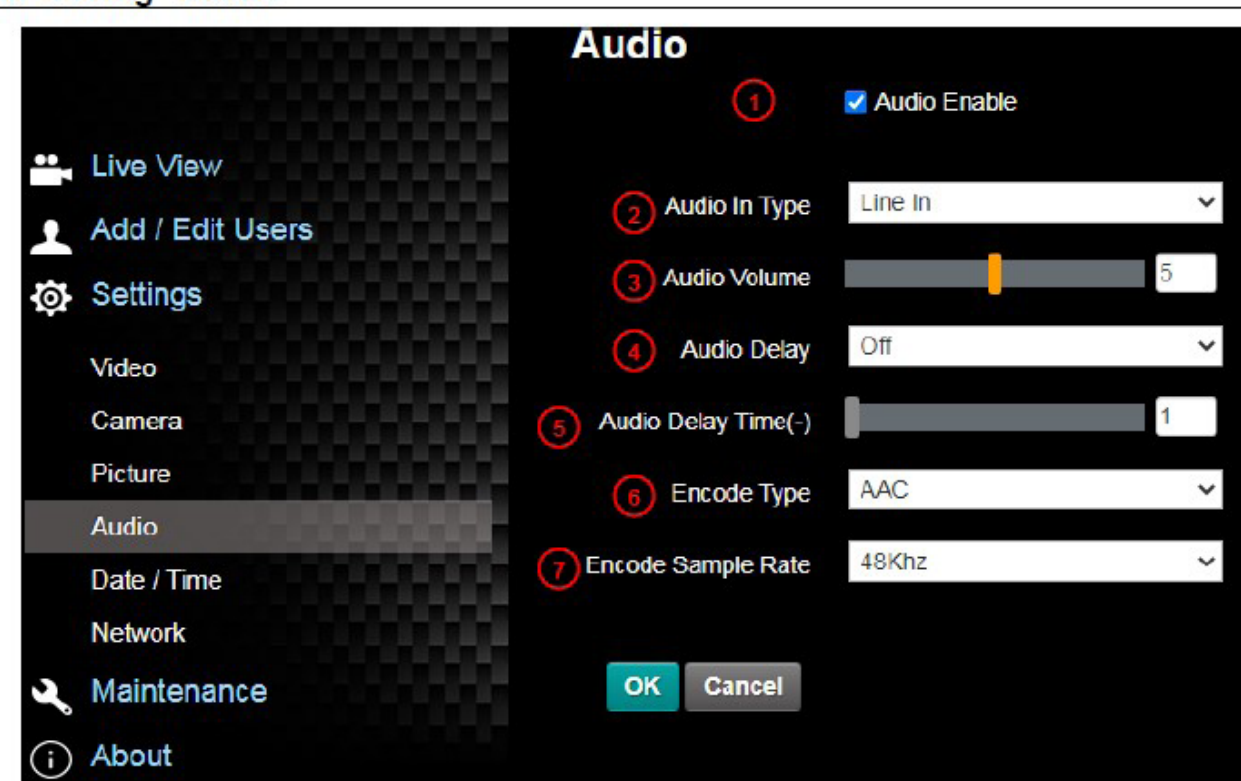 Audio
1 Audio Enable
Live View
Add / Edit Users
Settings
Video
Camera
Picture
Audio
Date / Time
Network
Maintenance
About
2 Audio In Type Line In
3 Audio Volume 5
4 Audio Delay Off
5 Audio Delay Time(-) 1
6 Encode Type AAC
7 Encode Sample Rate 48Khz
OK Cancel